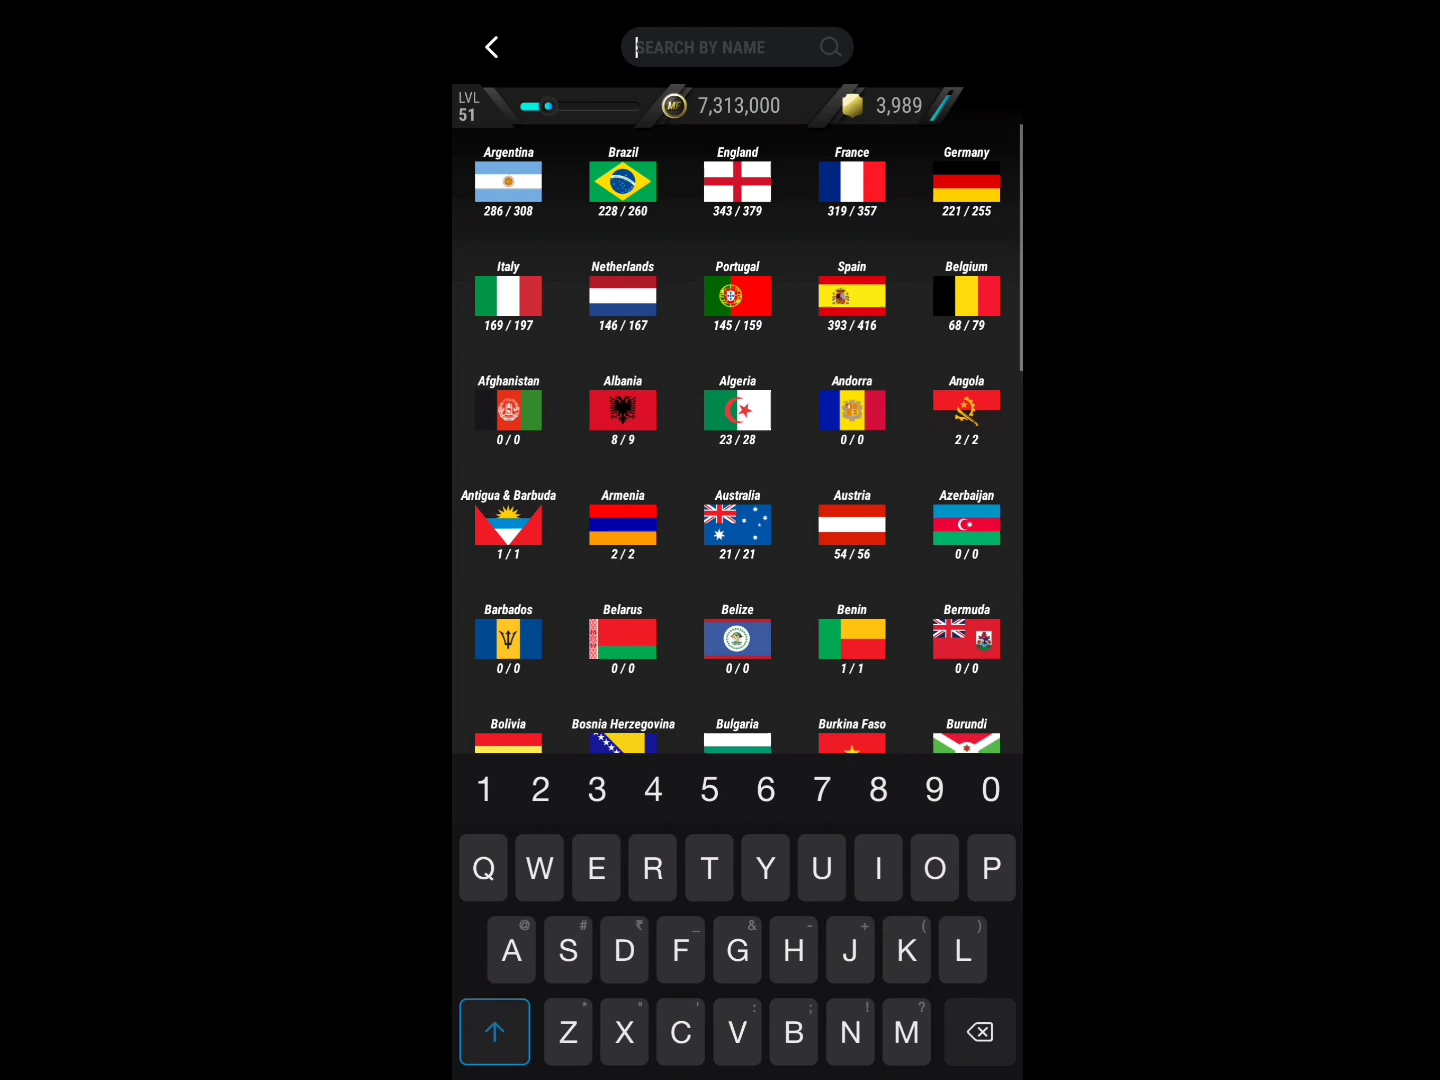 SEARCH BY NAME
LVL
51
MF
7,313,000
3,989
Argentina Brazil England France Germany
286 / 308 228 / 260 343 / 379 319 / 357 221 / 255
Italy Netherlands Portugal Spain Belgium
169 / 197 146 / 167 145 / 159 393 / 416 68 / 79
Afghanistan Albania Algeria Andorra Angola
0 / 0 8 / 9 23 / 28 0 / 0 2 / 2
Antigua & Barbuda Armenia Australia Austria Azerbaijan
1 / 1 2 / 2 21 / 21 54 / 56 0 / 0
Barbados Belarus Belize Benin Bermuda
0 / 0 0 / 0 0 / 0 1 / 1 0 / 0
Bolivia Bosnia Herzegovina Bulgaria Burkina Faso Burundi
1 2 3 4 5 6 7 8 9 0
Q W E R T Y U I O P
@ # ₹ _ & - + ( )
A S D F G H J K L
* " ' : ; ! ?
Z X C V B N M